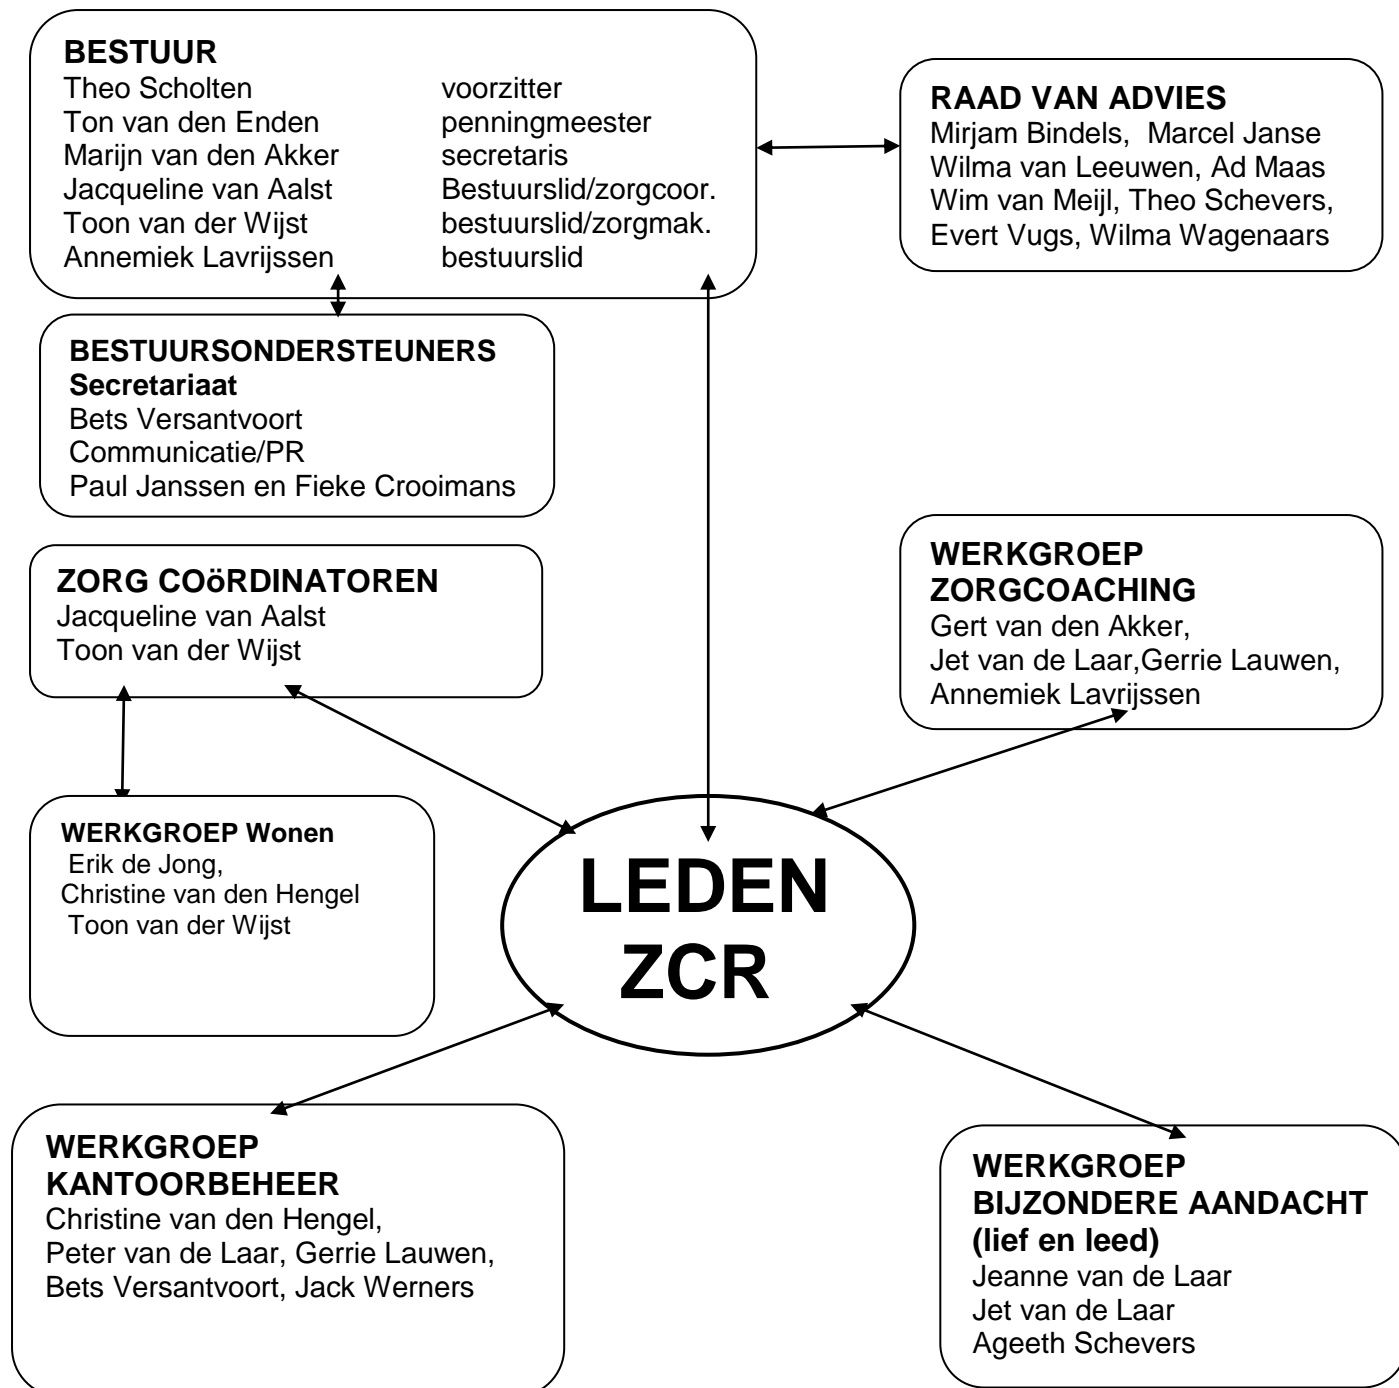 BESTUUR
Theo Scholten voorzitter
Ton van den Enden penningmeester
Marijn van den Akker secretaris
Jacqueline van Aalst Bestuurslid/zorgcoor.
Toon van der Wijst bestuurslid/zorgmak.
Annemiek Lavrijssen bestuurslid
RAAD VAN ADVIES
Mirjam Bindels, Marcel Janse
Wilma van Leeuwen, Ad Maas
Wim van Meijl, Theo Schevers,
Evert Vugs, Wilma Wagenaars
BESTUURSONDERSTEUNERS
Secretariaat
Bets Versantvoort
Communicatie/PR
Paul Janssen en Fieke Crooimans
ZORG COöRDINATOREN
Jacqueline van Aalst
Toon van der Wijst
WERKGROEP
ZORGCOACHING
Gert van den Akker,
Jet van de Laar,Gerrie Lauwen,
Annemiek Lavrijssen
WERKGROEP Wonen
Erik de Jong,
Christine van den Hengel
Toon van der Wijst
LEDEN
ZCR
WERKGROEP
KANTOORBEHEER
Christine van den Hengel,
Peter van de Laar, Gerrie Lauwen,
Bets Versantvoort, Jack Werners
WERKGROEP
BIJZONDERE AANDACHT
(lief en leed)
Jeanne van de Laar
Jet van de Laar
Ageeth Schevers